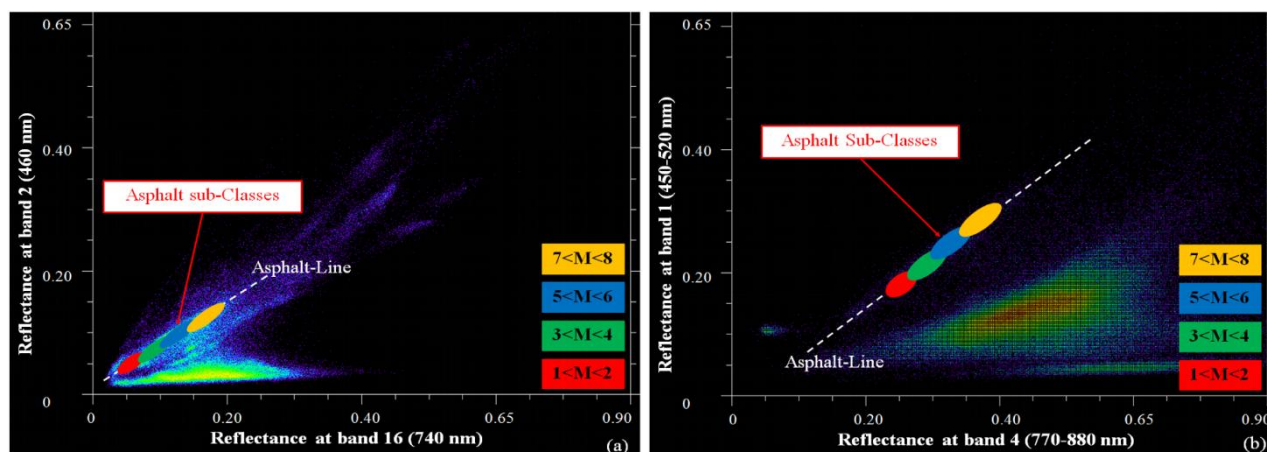 0.65
Reflectance at band 2 (460 nm)
0.40
Asphalt sub-Classes
Asphalt-Line
0.20
7<M<8
5<M<6
3<M<4
1<M<2
0
0
0.20
0.40
0.65
0.90
Reflectance at band 16 (740 nm)
(a)
0.65
Reflectance at band 1 (450-520 nm)
0.40
Asphalt Sub-Classes
0.20
7<M<8
5<M<6
3<M<4
1<M<2
Asphalt-Line
0
0
0.20
0.40
0.65
0.90
Reflectance at band 4 (770-880 nm)
(b)